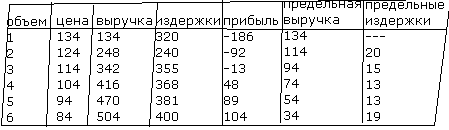 объем цена выручка издержки прибыль предельная выручка предельные издержки
1 134 134 320 -186 134 ---
2 124 248 240 -92 114 20
3 114 342 355 -13 94 15
4 104 416 368 48 74 13
5 94 470 381 89 54 13
6 84 504 400 104 34 19